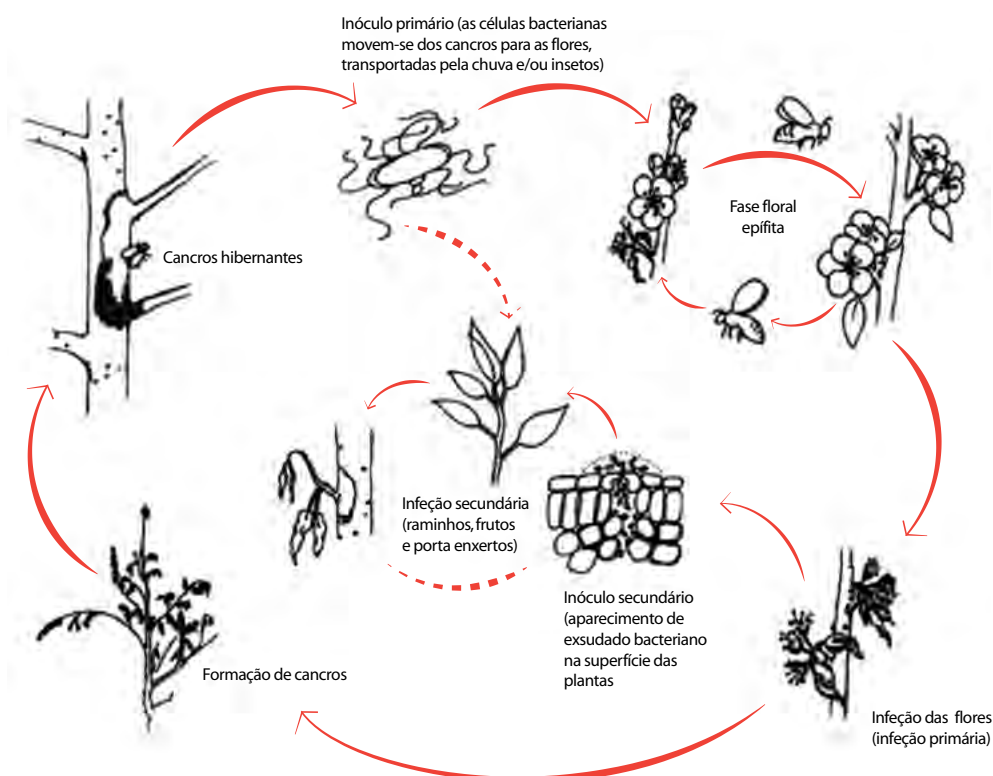 Inóculo primário (as células bacterianas
movem-se dos cancros para as flores,
transportadas pela chuva e/ou insetos)
Cancros hibernantes
Fase floral
epífita
Infeção secundária
(raminhos, frutos
e porta enxertos)
Inóculo secundário
(aparecimento de
exsudado bacteriano
na superfície das
plantas
Formação de cancros
Infeção das flores
(infeção primária)